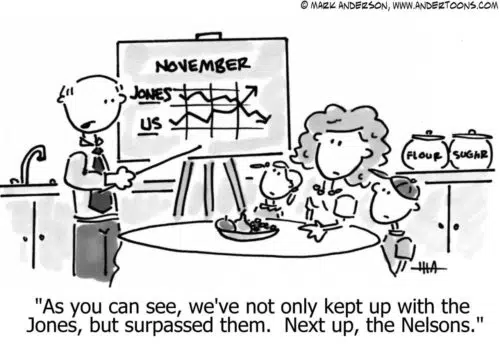 © MARK ANDERSON, WWW.ANDERTOONS.COM
NOVEMBER
JONES
US
FLOUR
SUGAR
"As you can see, we've not only kept up with the
Jones, but surpassed them.  Next up, the Nelsons."